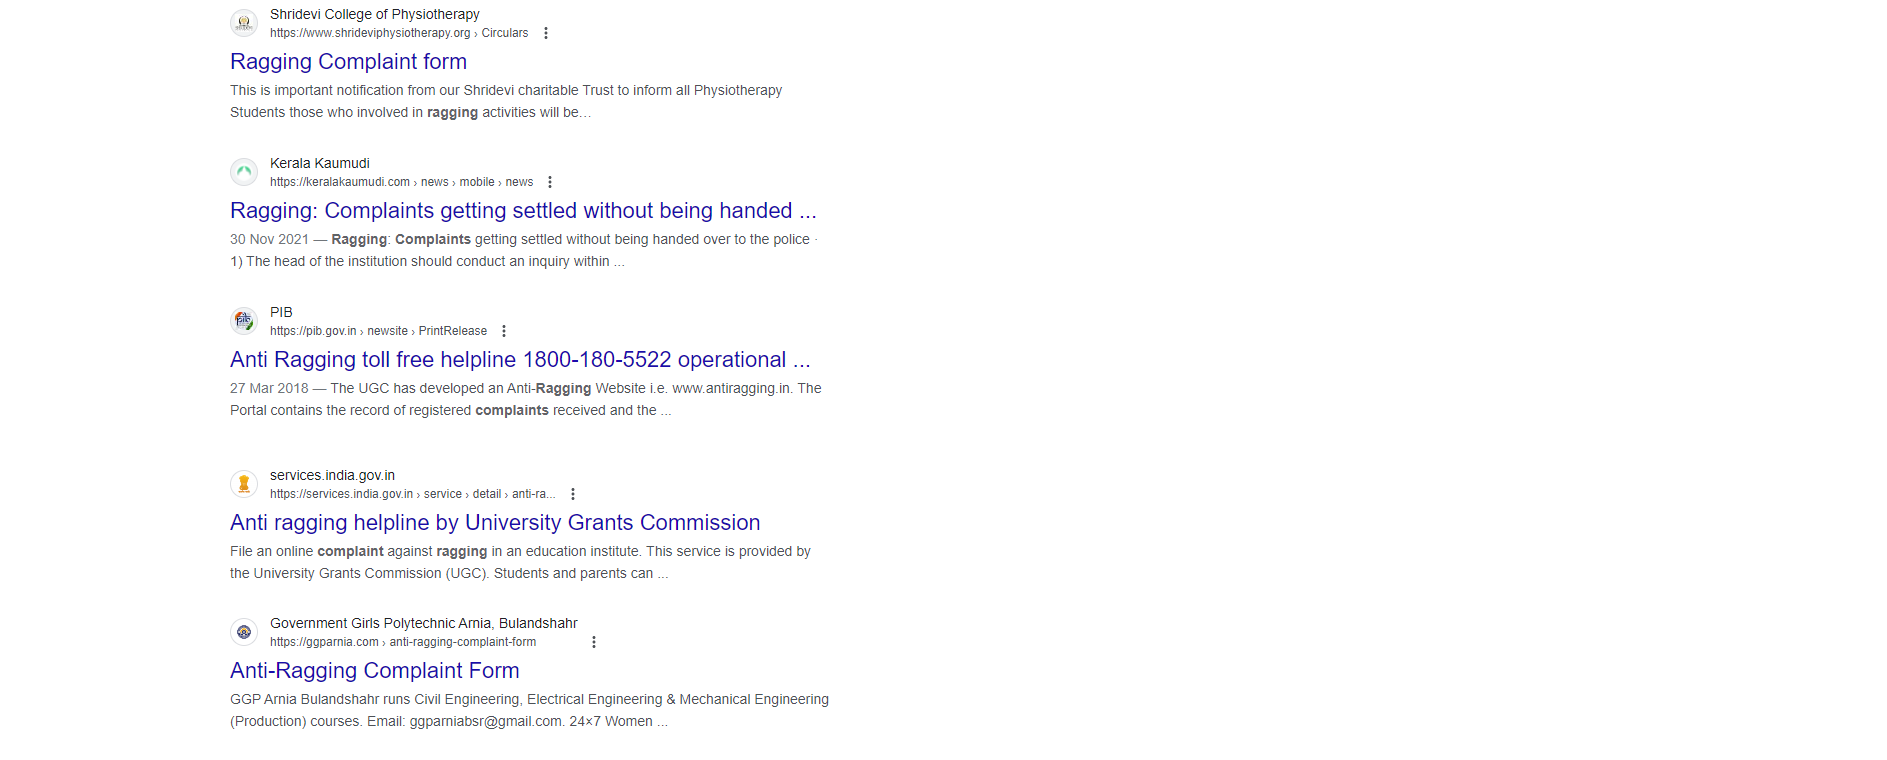 Shridevi College of Physiotherapy
https://www.shrideviphysiotherapy.org › Circulars
Ragging Complaint form
This is important notification from our Shridevi charitable Trust to inform all Physiotherapy
Students those who involved in ragging activities will be...
Kerala Kaumudi
https://keralakaumudi.com › news › mobile › news
Ragging: Complaints getting settled without being handed ...
30 Nov 2021 — Ragging: Complaints getting settled without being handed over to the police ·
1) The head of the institution should conduct an inquiry within ...
PIB
https://pib.gov.in › newsite › PrintRelease
Anti Ragging toll free helpline 1800-180-5522 operational ...
27 Mar 2018 — The UGC has developed an Anti-Ragging Website i.e. www.antiragging.in. The
Portal contains the record of registered complaints received and the ...
services.india.gov.in
https://services.india.gov.in › service › detail › anti-ra...
Anti ragging helpline by University Grants Commission
File an online complaint against ragging in an education institute. This service is provided by
the University Grants Commission (UGC). Students and parents can ...
Government Girls Polytechnic Arnia, Bulandshahr
https://ggparnia.com › anti-ragging-complaint-form
Anti-Ragging Complaint Form
GGP Arnia Bulandshahr runs Civil Engineering, Electrical Engineering & Mechanical Engineering
(Production) courses. Email: ggparniabsr@gmail.com. 24×7 Women ...